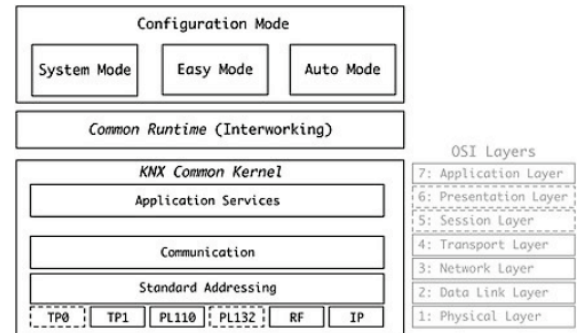 Configuration Mode
System Mode
Easy Mode
Auto Mode
Common Runtime (Interworking)
KNX Common Kernel
Application Services
Communication
Standard Addressing
TP0
TP1
PL110
PL132
RF
IP
OSI Layers
7: Application Layer
6: Presentation Layer
5: Session Layer
4: Transport Layer
3: Network Layer
2: Data Link Layer
1: Physical Layer